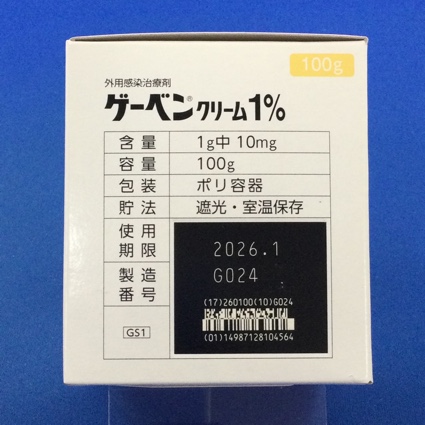 100g
外用感染治療剤
ゲーベン®クリーム1%
含量 1g中 10mg
容量 100g
包装 ポリ容器
貯法 遮光・室温保存
使用期限 2026.1
製造番号 G024
(17)260100(10)G024
(01)14987128104564
GS1